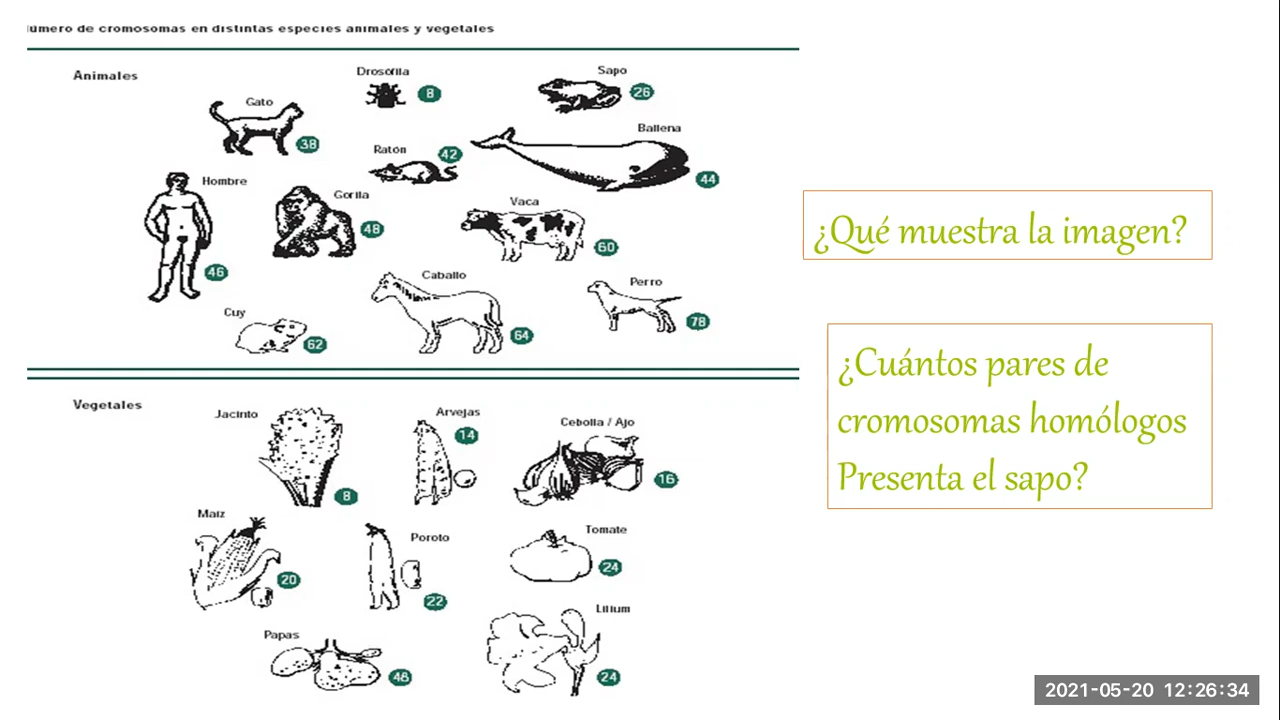 número de cromosomas en distintas especies animales y vegetales
Animales
Drosófila
8
Sapo
26
Gato
38
Ratón
42
Ballena
44
Hombre
46
Gorila
48
Vaca
60
Cuy
62
Caballo
64
Perro
78
Vegetales
Jacinto
8
Arvejas
14
Cebolla / Ajo
16
Maíz
20
Poroto
22
Tomate
24
Papas
48
Lilium
24
¿Qué muestra la imagen?
¿Cuántos pares de
cromosomas homólogos
Presenta el sapo?
2021-05-20 12:26:34